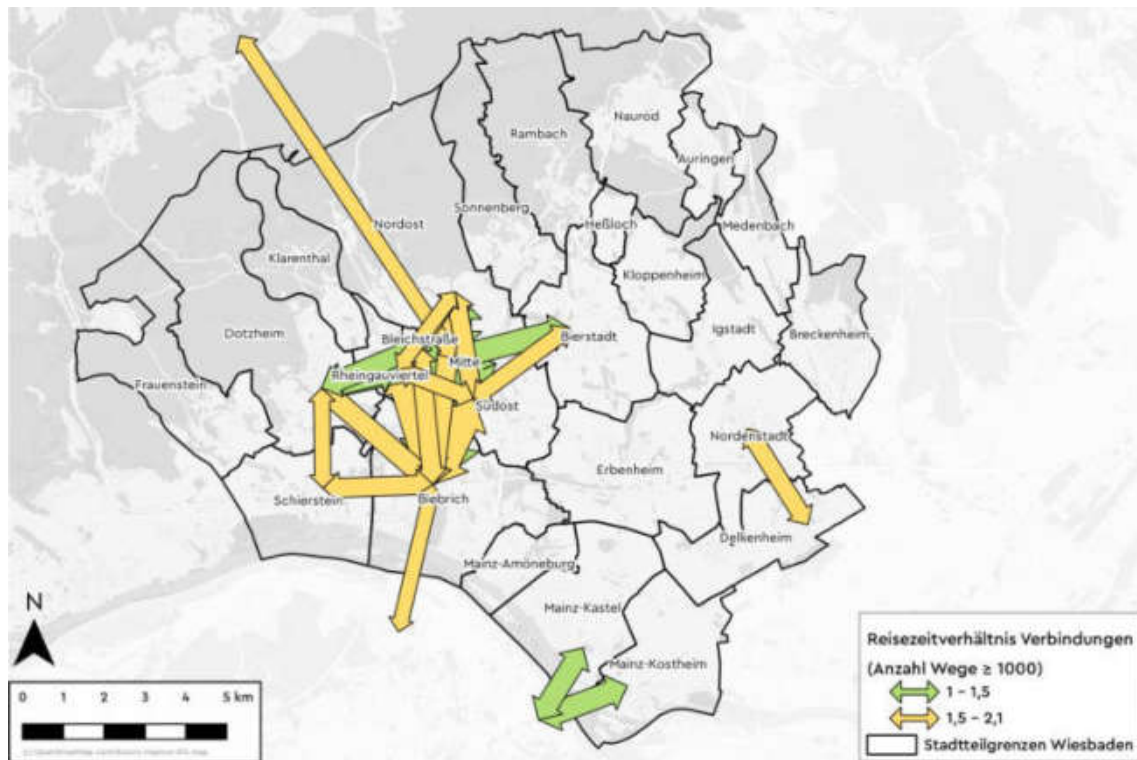 Naurod
Rambach
Auringen
Sonnenberg
Nordost
Heßloch
Medenbach
Klarenthal
Kloppenheim
Igstadt
Dotzheim
Bleichstraße
Bierstadt
Breckenheim
Mitte
Rheingauviertel
Frauenstein
Südost
Nordenstadt
Erbenheim
Schierstein
Biebrich
Delkenheim
Mainz-Amöneburg
Mainz-Kastel
Mainz-Kostheim
N
0 1 2 3 4 5 km
Reisezeitverhältnis Verbindungen
(Anzahl Wege ≥ 1000)
1 - 1,5
1,5 - 2,1
Stadtteilgrenzen Wiesbaden